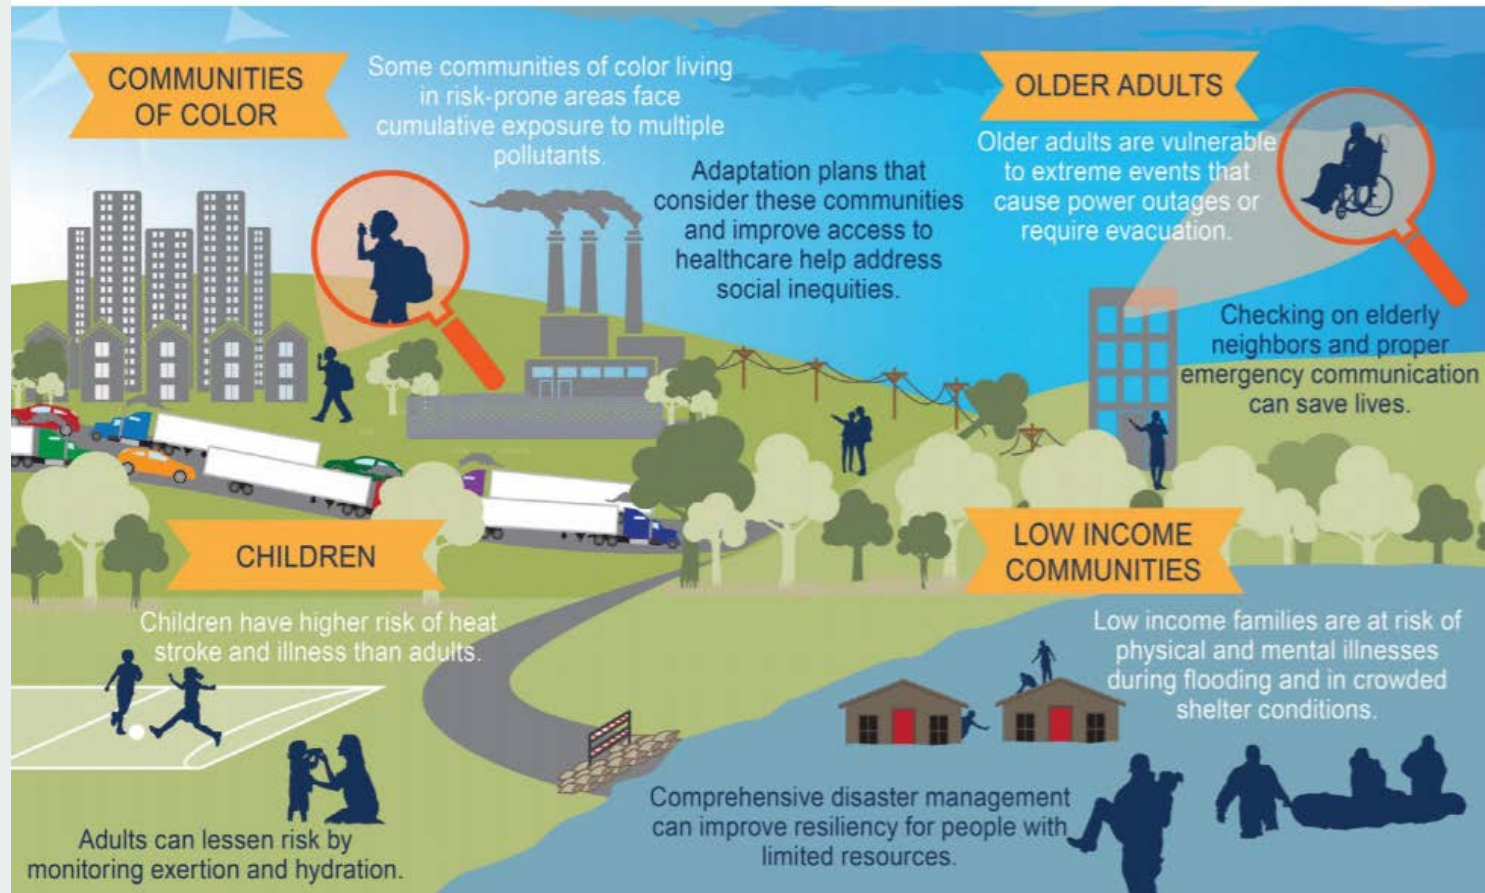 COMMUNITIES
OF COLOR
Some communities of color living
in risk-prone areas face
cumulative exposure to multiple
pollutants.
Adaptation plans that
consider these communities
and improve access to
healthcare help address
social inequities.
OLDER ADULTS
Older adults are vulnerable
to extreme events that
cause power outages or
require evacuation.
Checking on elderly
neighbors and proper
emergency communication
can save lives.
CHILDREN
Children have higher risk of heat
stroke and illness than adults.
Adults can lessen risk by
monitoring exertion and hydration.
LOW INCOME
COMMUNITIES
Low income families are at risk of
physical and mental illnesses
during flooding and in crowded
shelter conditions.
Comprehensive disaster management
can improve resiliency for people with
limited resources.